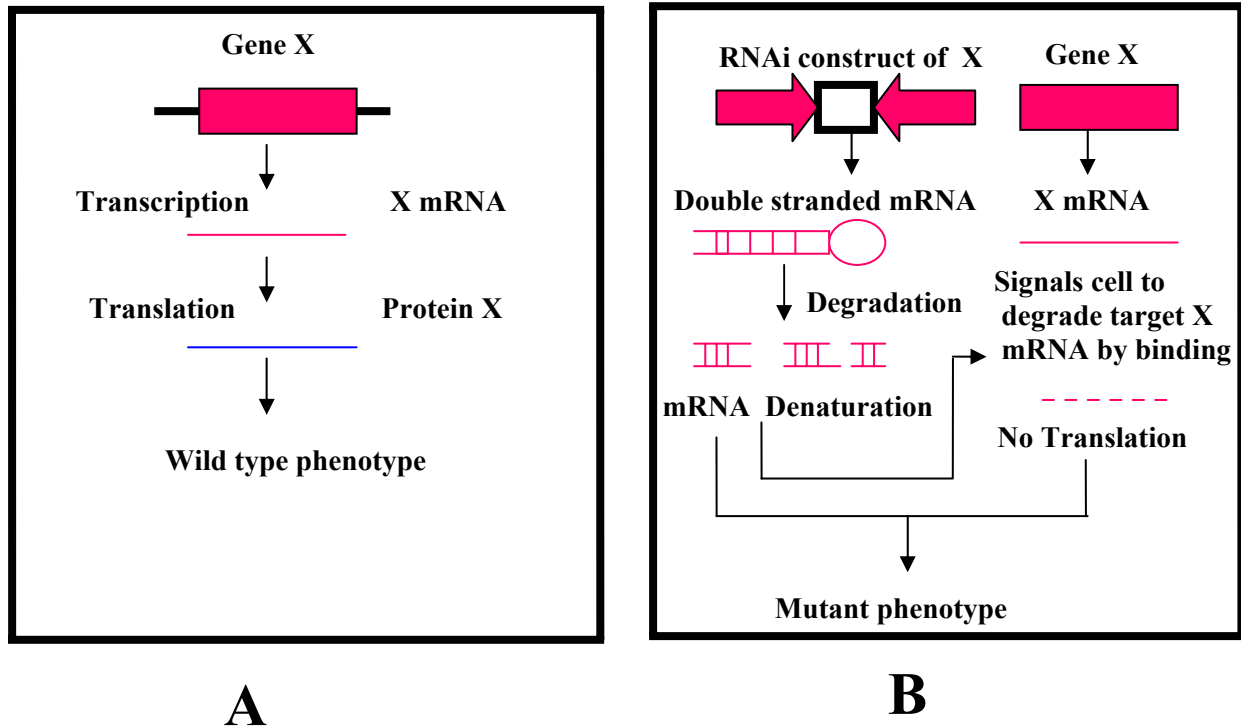 Gene X
Transcription
X mRNA
Translation
Protein X
Wild type phenotype
A
RNAi construct of X
Gene X
Double stranded mRNA
X mRNA
Degradation
Signals cell to
degrade target X
mRNA by binding
mRNA
Denaturation
No Translation
Mutant phenotype
B